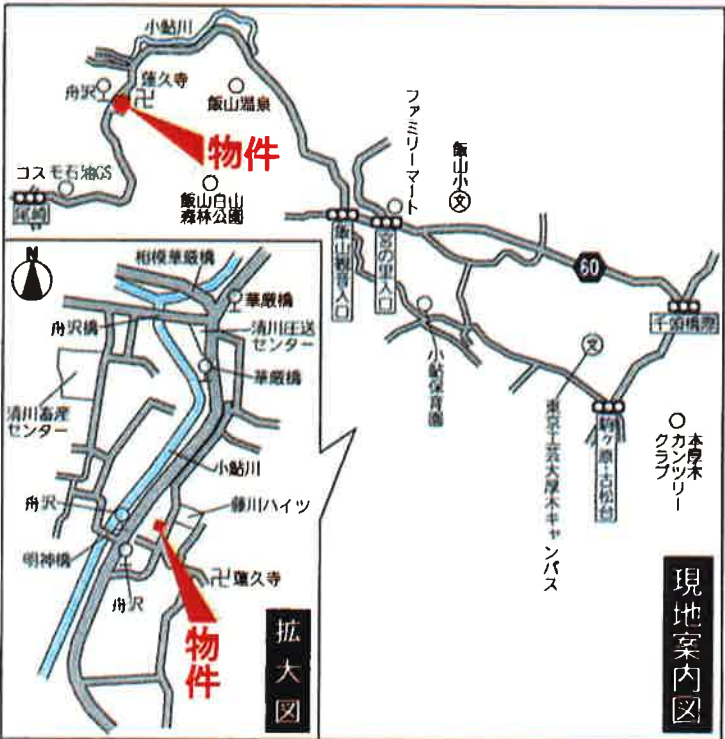 小鮎川
舟沢
蓮久寺
飯山温泉
物件
コスモ石油GS
尾崎
飯山白山
森林公園
ファミリーマート
飯山小
文
飯山観音入口
宮の里入口
60
千頭橋際
小鮎保育園
文
東京工芸大厚木キャンパス
駒ヶ原・古松台
本厚木
カンツリー
クラブ
現地案内図
N
相模華厳橋
華厳橋
舟沢橋
清川圧送
センター
華厳橋
清川畜産
センター
小鮎川
舟沢
藤川ハイツ
明神橋
舟沢
蓮久寺
物件
拡大図